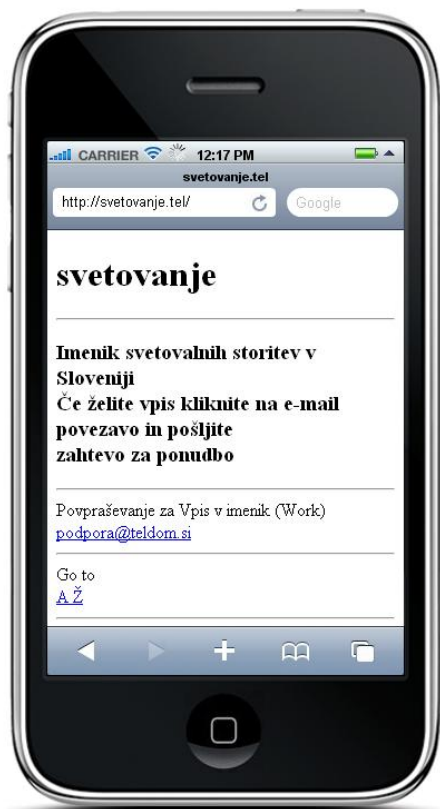 CARRIER 12:17 PM
svetovanje.tel
http://svetovanje.tel/ Google
svetovanje
Imenik svetovalnih storitev v
Sloveniji
Če želite vpis kliknite na e-mail
povezavo in pošljite
zahtevo za ponudbo
Povpraševanje za Vpis v imenik (Work)
podpora@teldom.si
Go to
A Ž